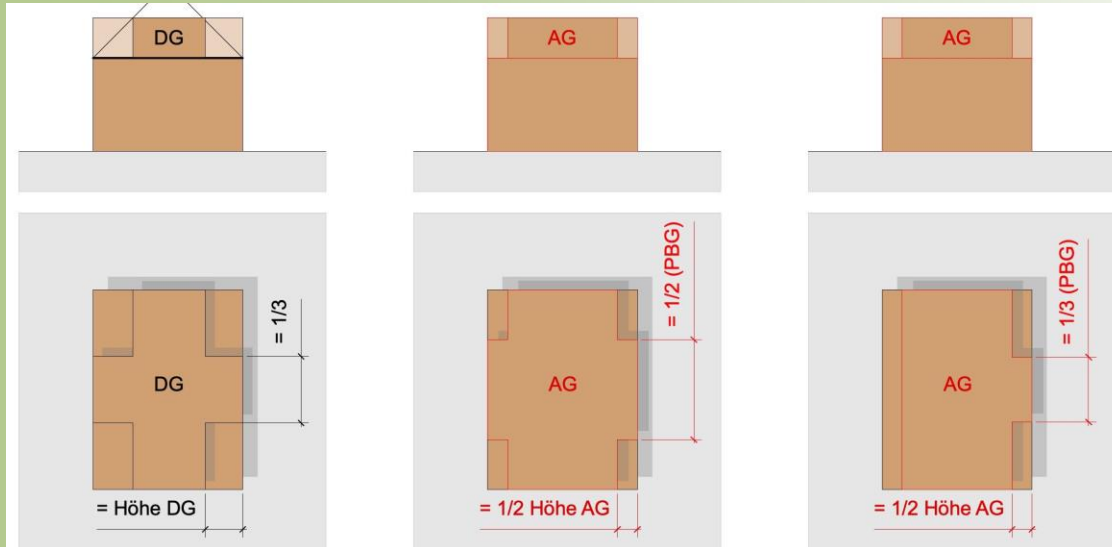 DG
AG
AG
= 1/3
DG
= Höhe DG
= 1/2 (PBG)
AG
= 1/2 Höhe AG
= 1/3 (PBG)
AG
= 1/2 Höhe AG